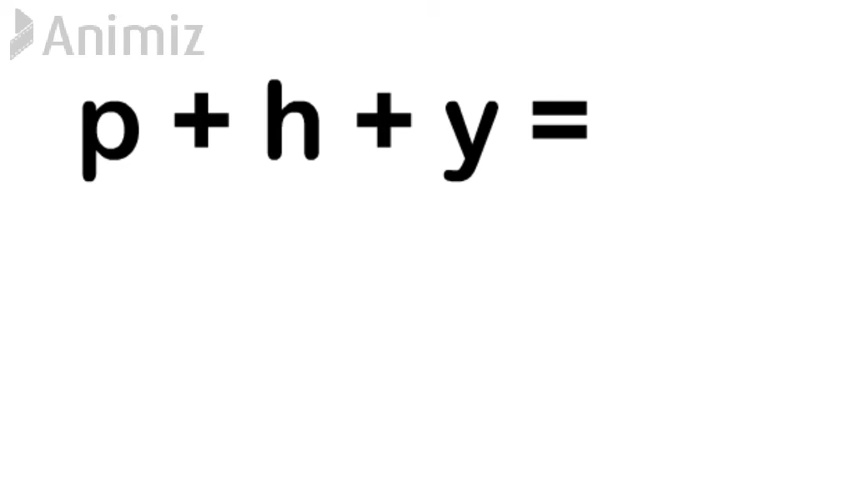 Animiz
p + h + y =